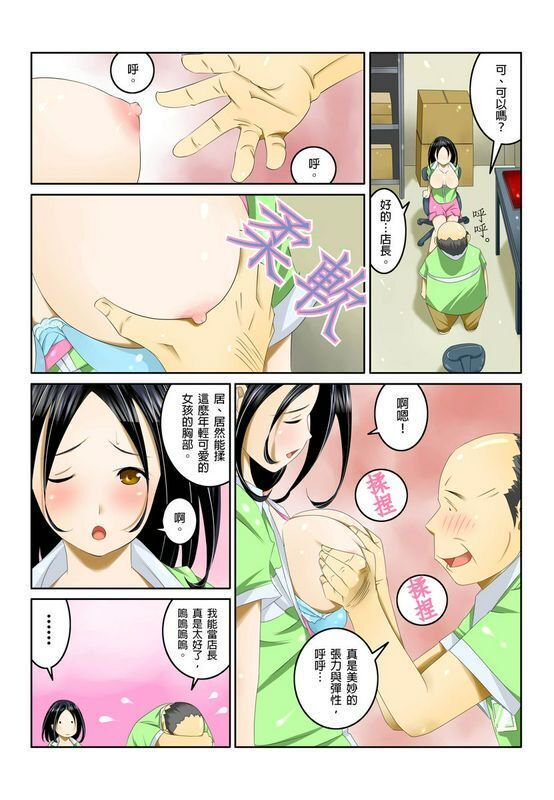 可、可以嗎？
好的…店長。
呼呼。
呼。
呼。
柔軟
啊嗯！
揉捏
揉捏
真是美妙的
張力與彈性，
呼呼…
居、居然能揉
這麼年輕可愛的
女孩的胸部。
啊。
我能當店長
真是太好了，
嗚嗚嗚嗚。
……